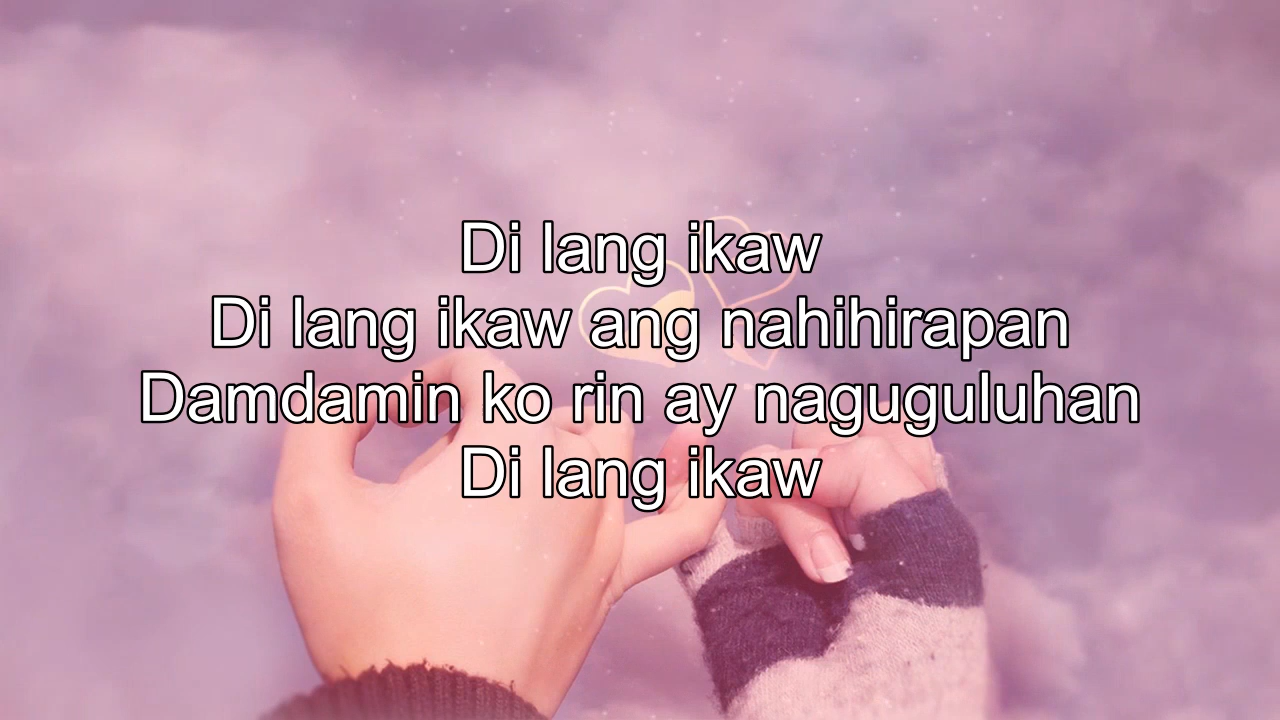 Di lang ikaw
Di lang ikaw ang nahihirapan
Damdamin ko rin ay naguguluhan
Di lang ikaw